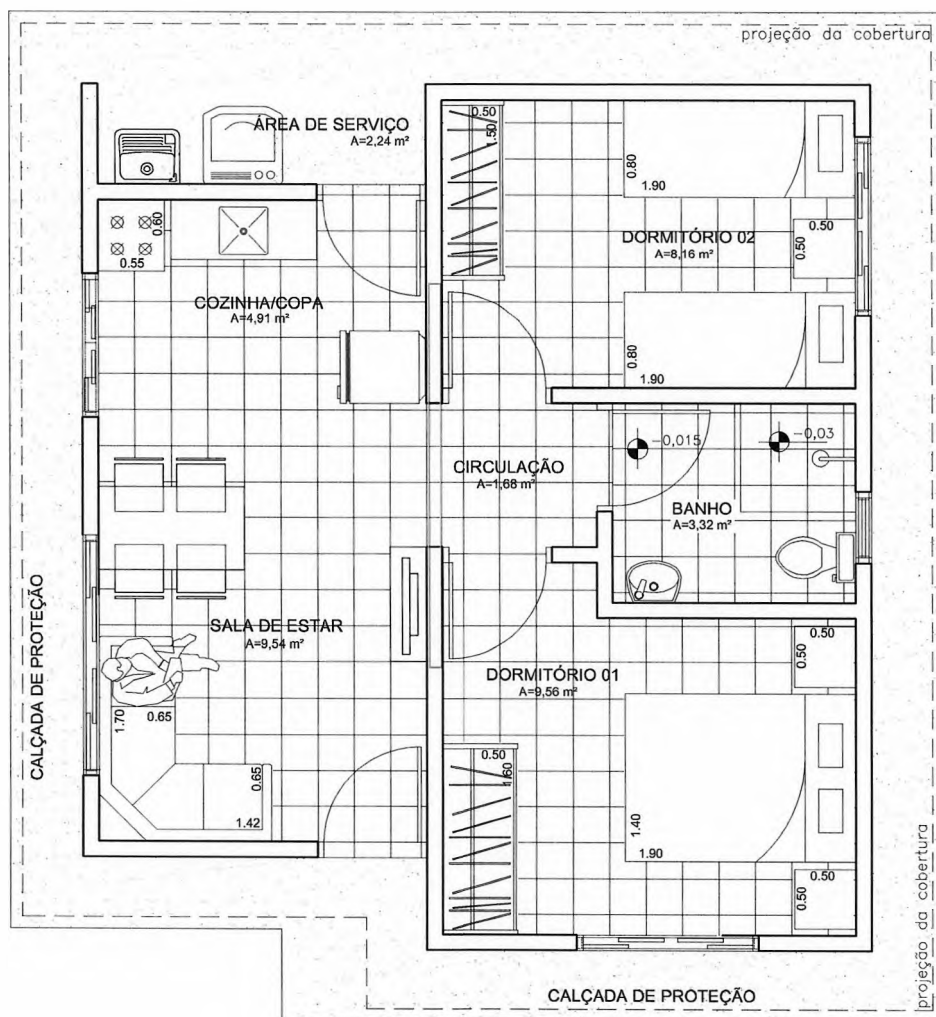 projeção da cobertura
ÁREA DE SERVIÇO
A=2,24 m²
0.50
1.50
0.80
1.90
0.60
0.55
DORMITÓRIO 02
A=8,16 m²
0.50
0.50
COZINHA/COPA
A=4,91 m²
0.80
1.90
-0,015
-0,03
CIRCULAÇÃO
A=1,68 m²
BANHO
A=3,32 m²
CALÇADA DE PROTEÇÃO
SALA DE ESTAR
A=9,54 m²
0.50
0.50
DORMITÓRIO 01
A=9,56 m²
1.70
0.65
0.65
1.42
0.50
1.60
1.40
1.90
0.50
0.50
projeção da cobertura
CALÇADA DE PROTEÇÃO